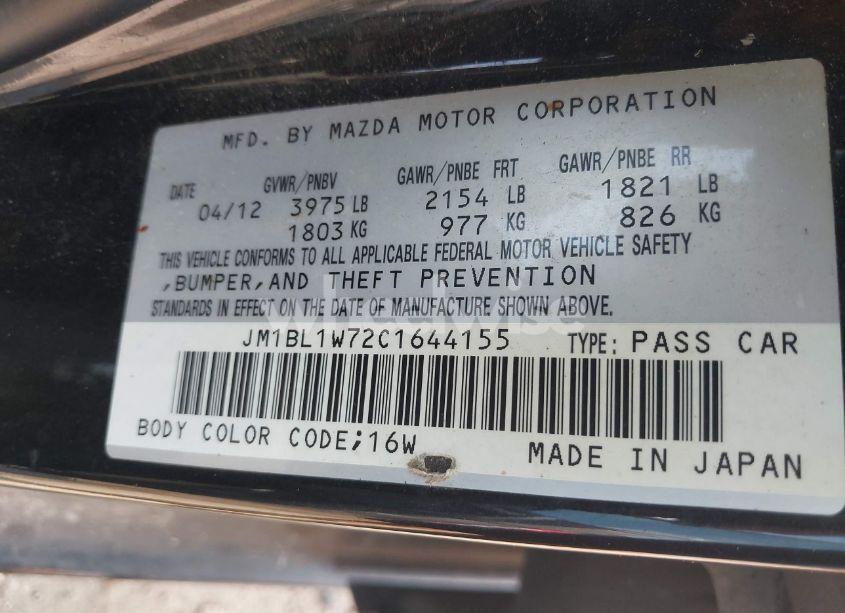 MFD. BY MAZDA MOTOR CORPORATION
DATE GVWR/PNBV GAWR/PNBE FRT GAWR/PNBE RR
04/12 3975 LB 2154 LB 1821 LB
1803 KG 977 KG 826 KG
THIS VEHICLE CONFORMS TO ALL APPLICABLE FEDERAL MOTOR VEHICLE SAFETY
,BUMPER,AND THEFT PREVENTION
STANDARDS IN EFFECT ON THE DATE OF MANUFACTURE SHOWN ABOVE.
JM1BL1W72C1644155 TYPE: PASS CAR
BODY COLOR CODE;16W
MADE IN JAPAN